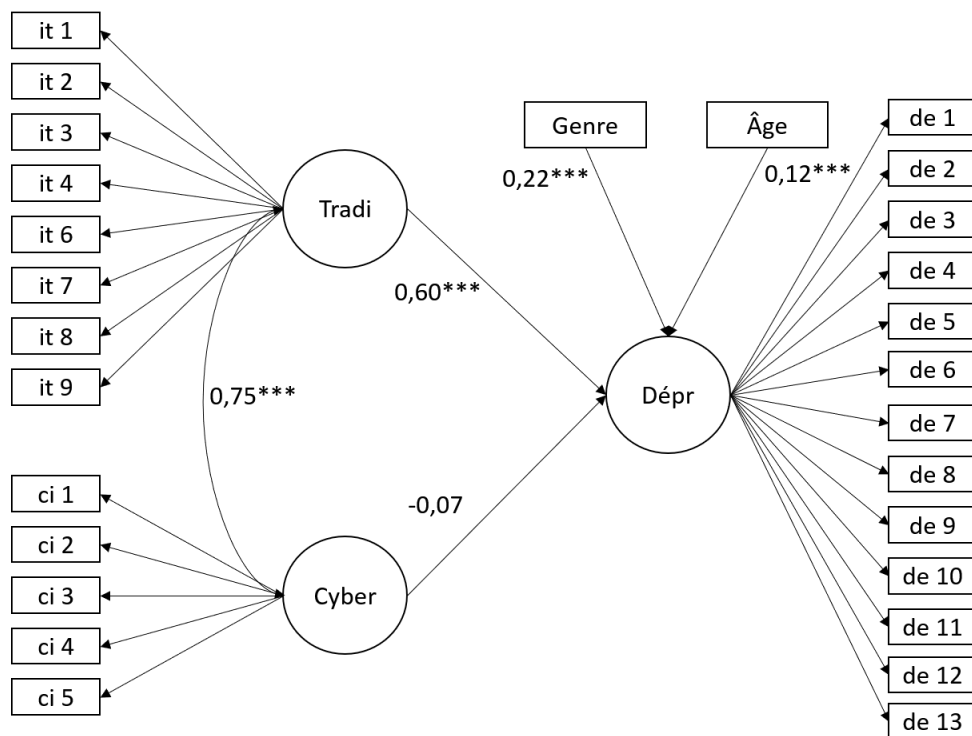 it 1
it 2
it 3
it 4
it 6
it 7
it 8
it 9
Tradi
0,75***
ci 1
ci 2
ci 3
ci 4
ci 5
Cyber
0,60***
-0,07
Genre
Âge
0,22***
0,12***
Dépr
de 1
de 2
de 3
de 4
de 5
de 6
de 7
de 8
de 9
de 10
de 11
de 12
de 13